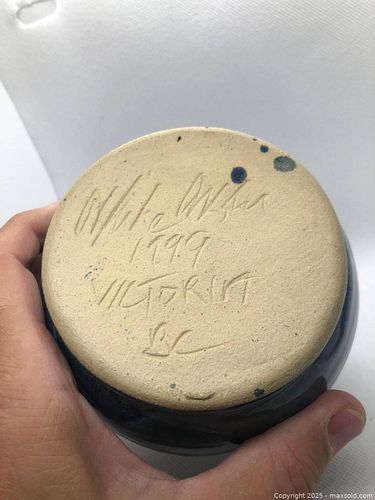 1999
VICTORIA
BC
Copyright 2025 - maxsold.com